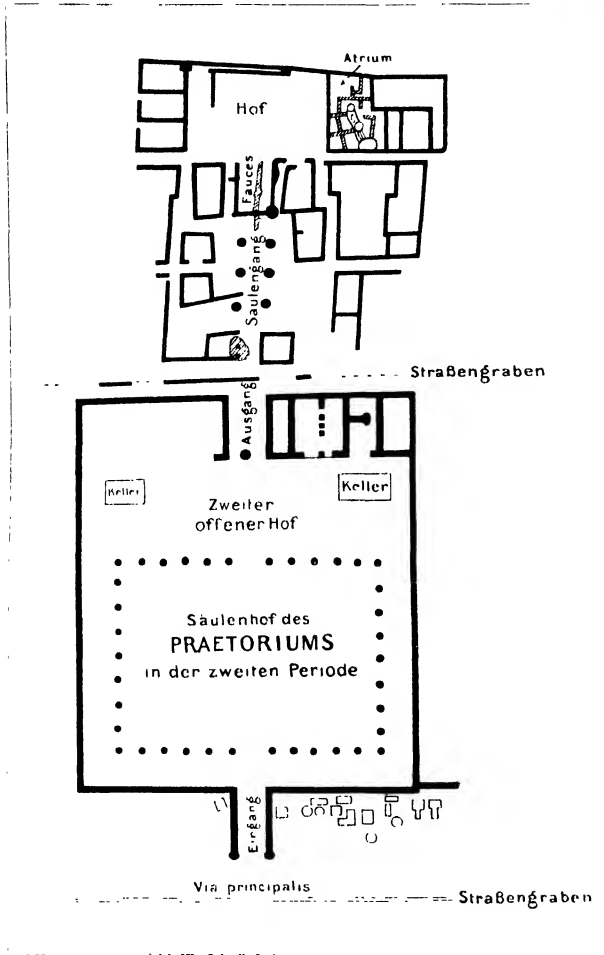 Atrium
Hof
Fauces
Säulengang
Straßengraben
Ausgang
Keller
Keller
Zweiter
offener Hof
Säulenhof des
PRAETORIUMS
in der zweiten Periode
Eingang
Via principalis
Straßengraben